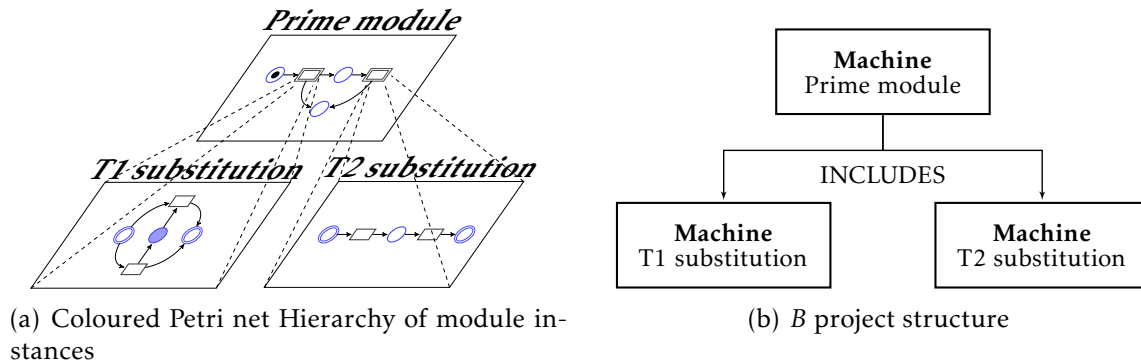 Prime module
T1 substitution
T2 substitution
(a) Coloured Petri net Hierarchy of module in-
stances
Machine
Prime module
INCLUDES
Machine
T1 substitution
Machine
T2 substitution
(b) B project structure